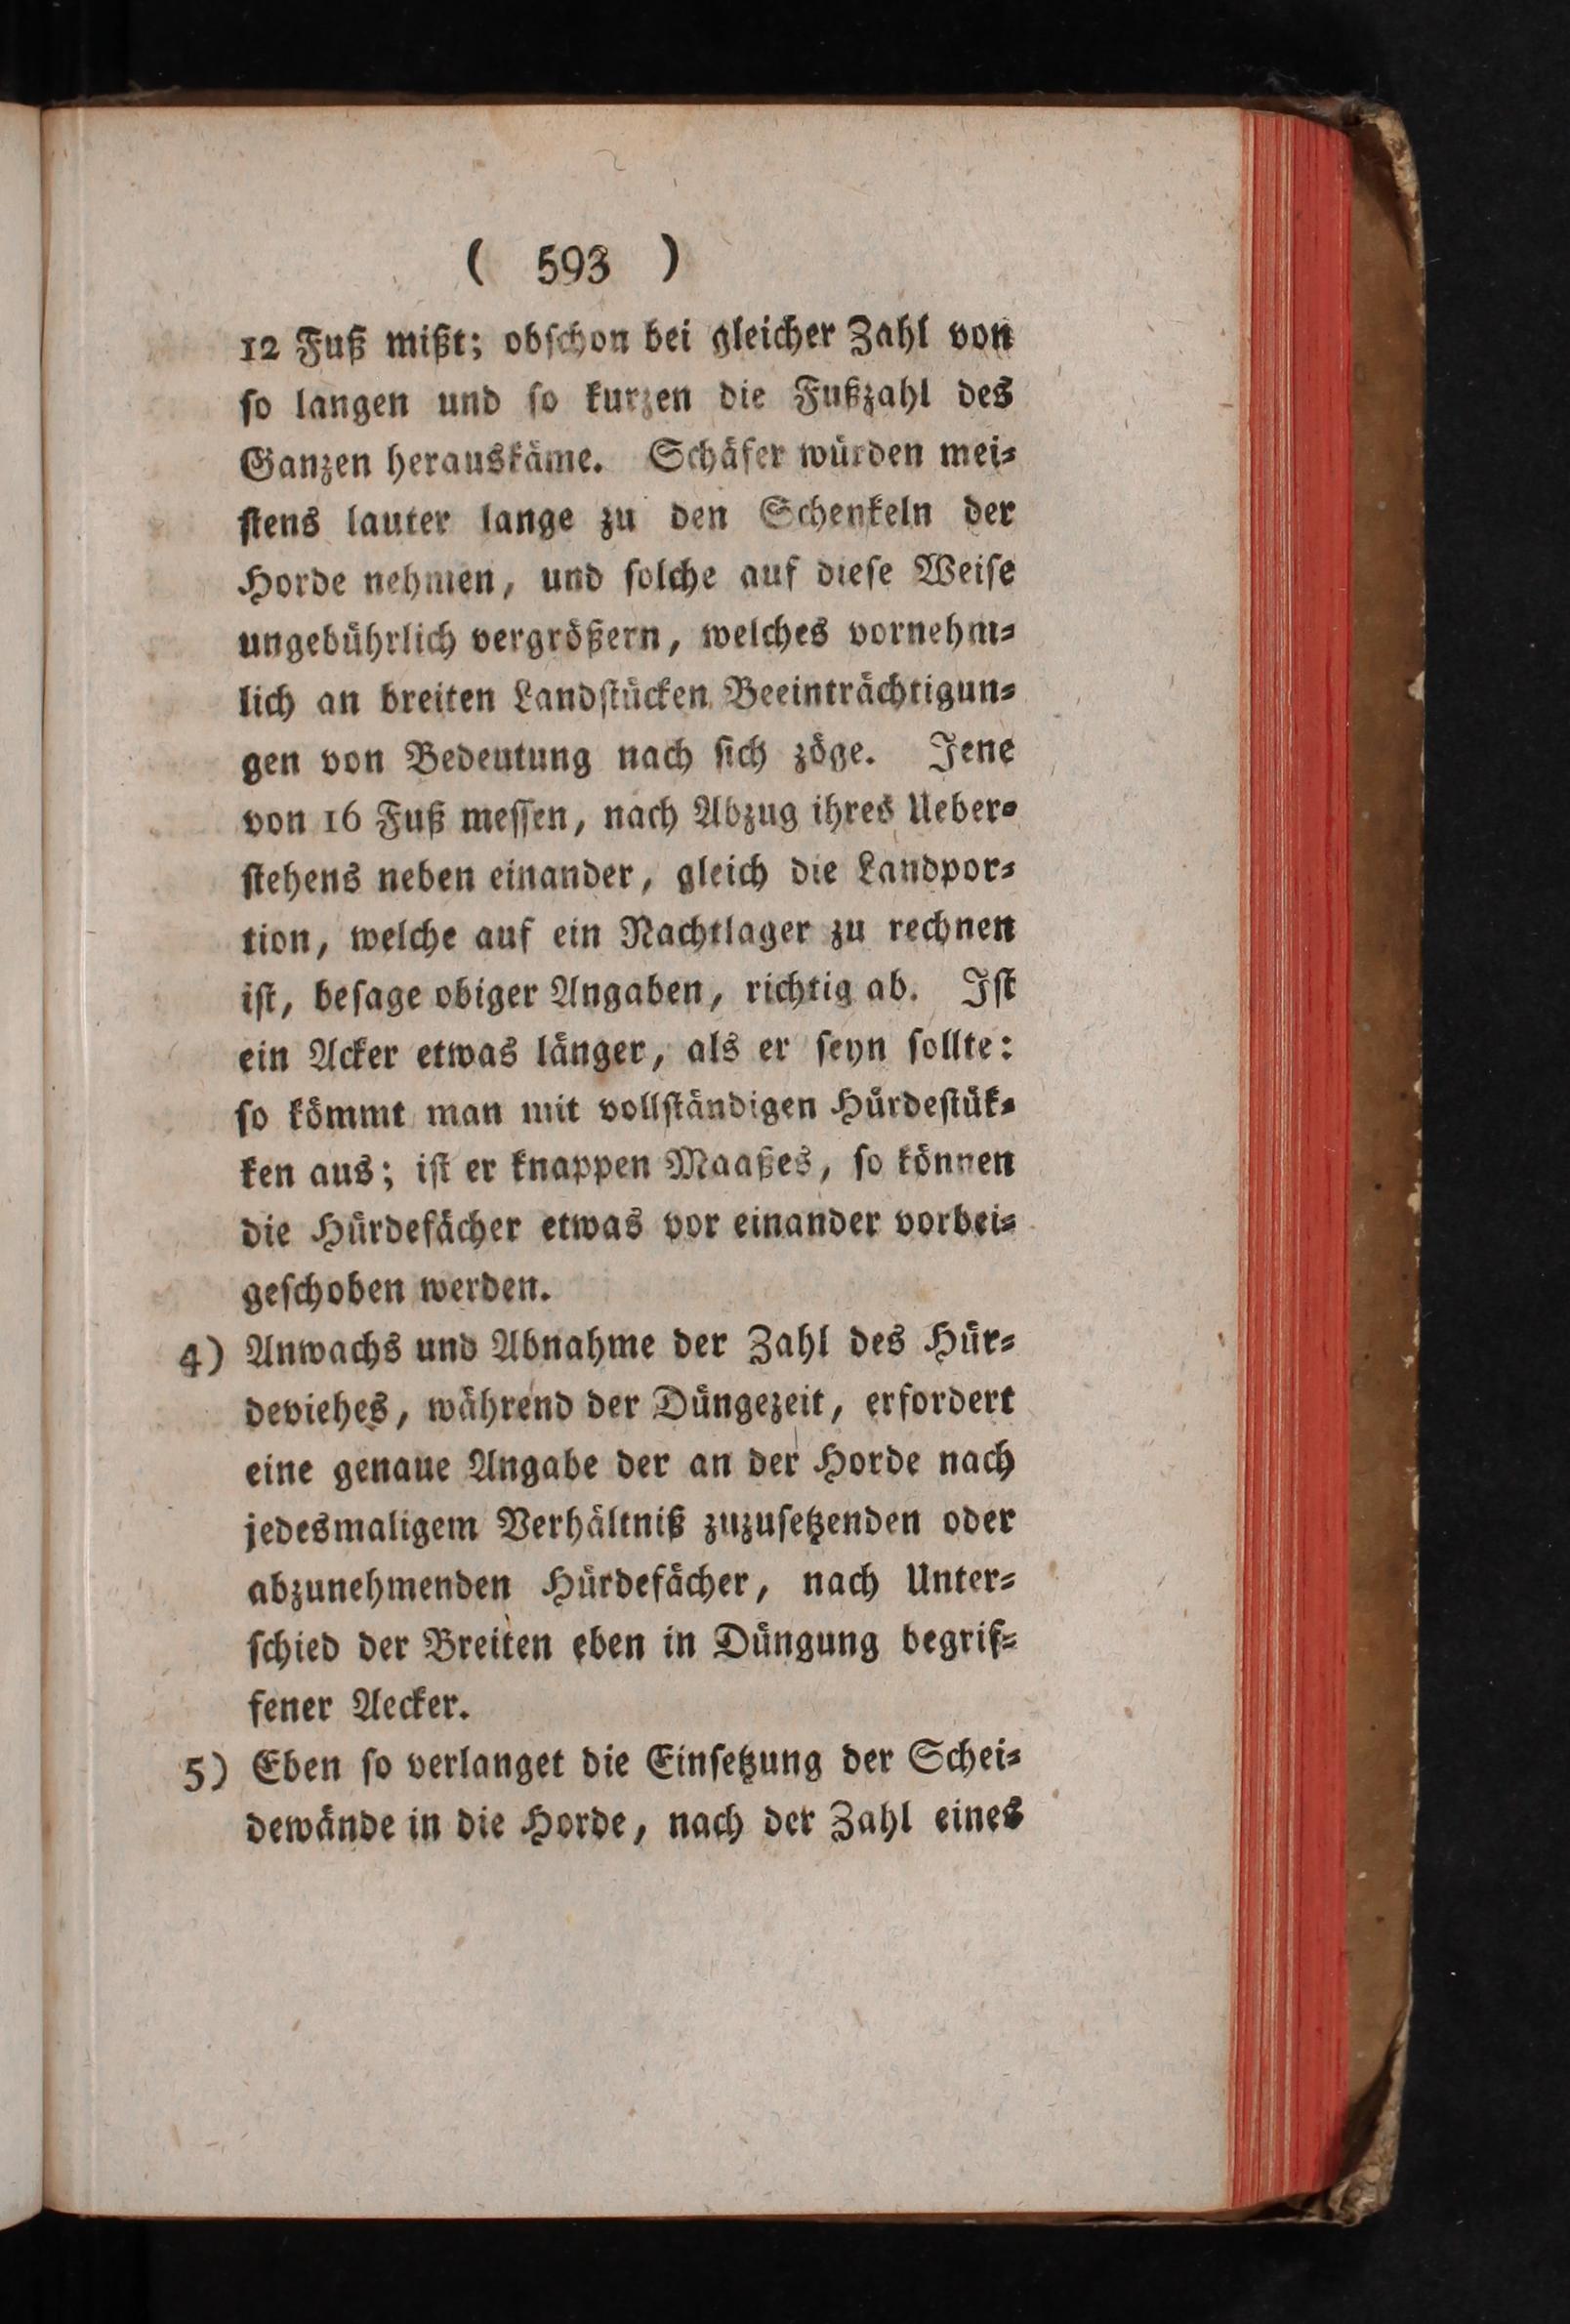 ( 593 )
12 Fuß mißt; obſchon bei gleicher Zahl von
ſo langen und ſo kurzen die Fußzahl des
Ganzen herauskäme. Schäfer würden mei⸗
ſtens lauter lange zu den Schenkeln der
Horde nehmen, und ſolche auf dieſe Weiſe
ungebührlich vergrößern, welches vornehm⸗
lich an breiten Landſtücken Beeinträchtigun⸗
gen von Bedeutung nach ſich zöge. Jene
von 16 Fuß meſſen, nach Abzug ihres Ueber⸗
ſtehens neben einander, gleich die Landpor⸗
tion, welche auf ein Nachtlager zu rechnen
iſt, beſage obiger Angaben, richtig ab. Iſt
ein Acker etwas länger, als er ſeyn ſollte:
ſo kömmt man mit vollſtändigen Hürdeſtük⸗
ken aus; iſt er knappen Maaßes, ſo können
die Hürdefächer etwas vor einander vorbei⸗
geſchoben werden.
4) Anwachs und Abnahme der Zahl des Hür⸗
deviehes, während der Düngezeit, erfordert
eine genaue Angabe der an der Horde nach
jedesmaligem Verhältniß zuzuſetzenden oder
abzunehmenden Hürdefächer, nach Unter⸗
ſchied der Breiten eben in Düngung begrif⸗
fener Aecker.
5) Eben ſo verlanget die Einſetzung der Schei⸗
dewände in die Horde, nach der Zahl eines